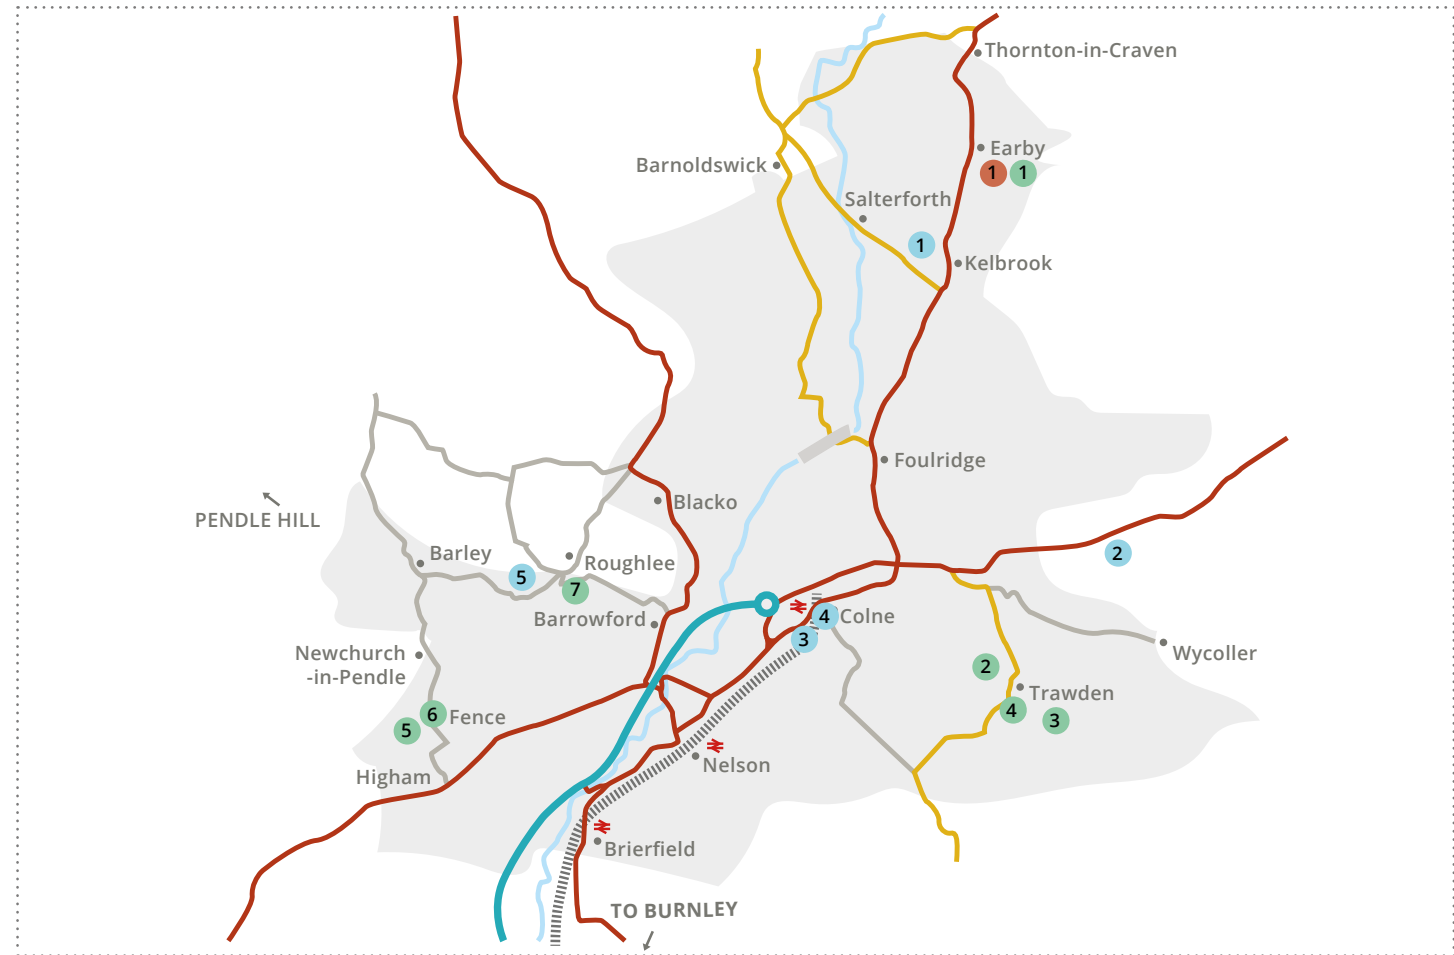 Thornton-in-Craven
Earby
1 1
Barnoldswick
Salterforth
1
Kelbrook
Foulridge
Blacko
PENDLE HILL
Barley
Roughlee
2
5
7
Barrowford
4 Colne
3
Newchurch
-in-Pendle
Wycoller
2
Trawden
4
3
6 Fence
5
Nelson
Higham
Brierfield
TO BURNLEY